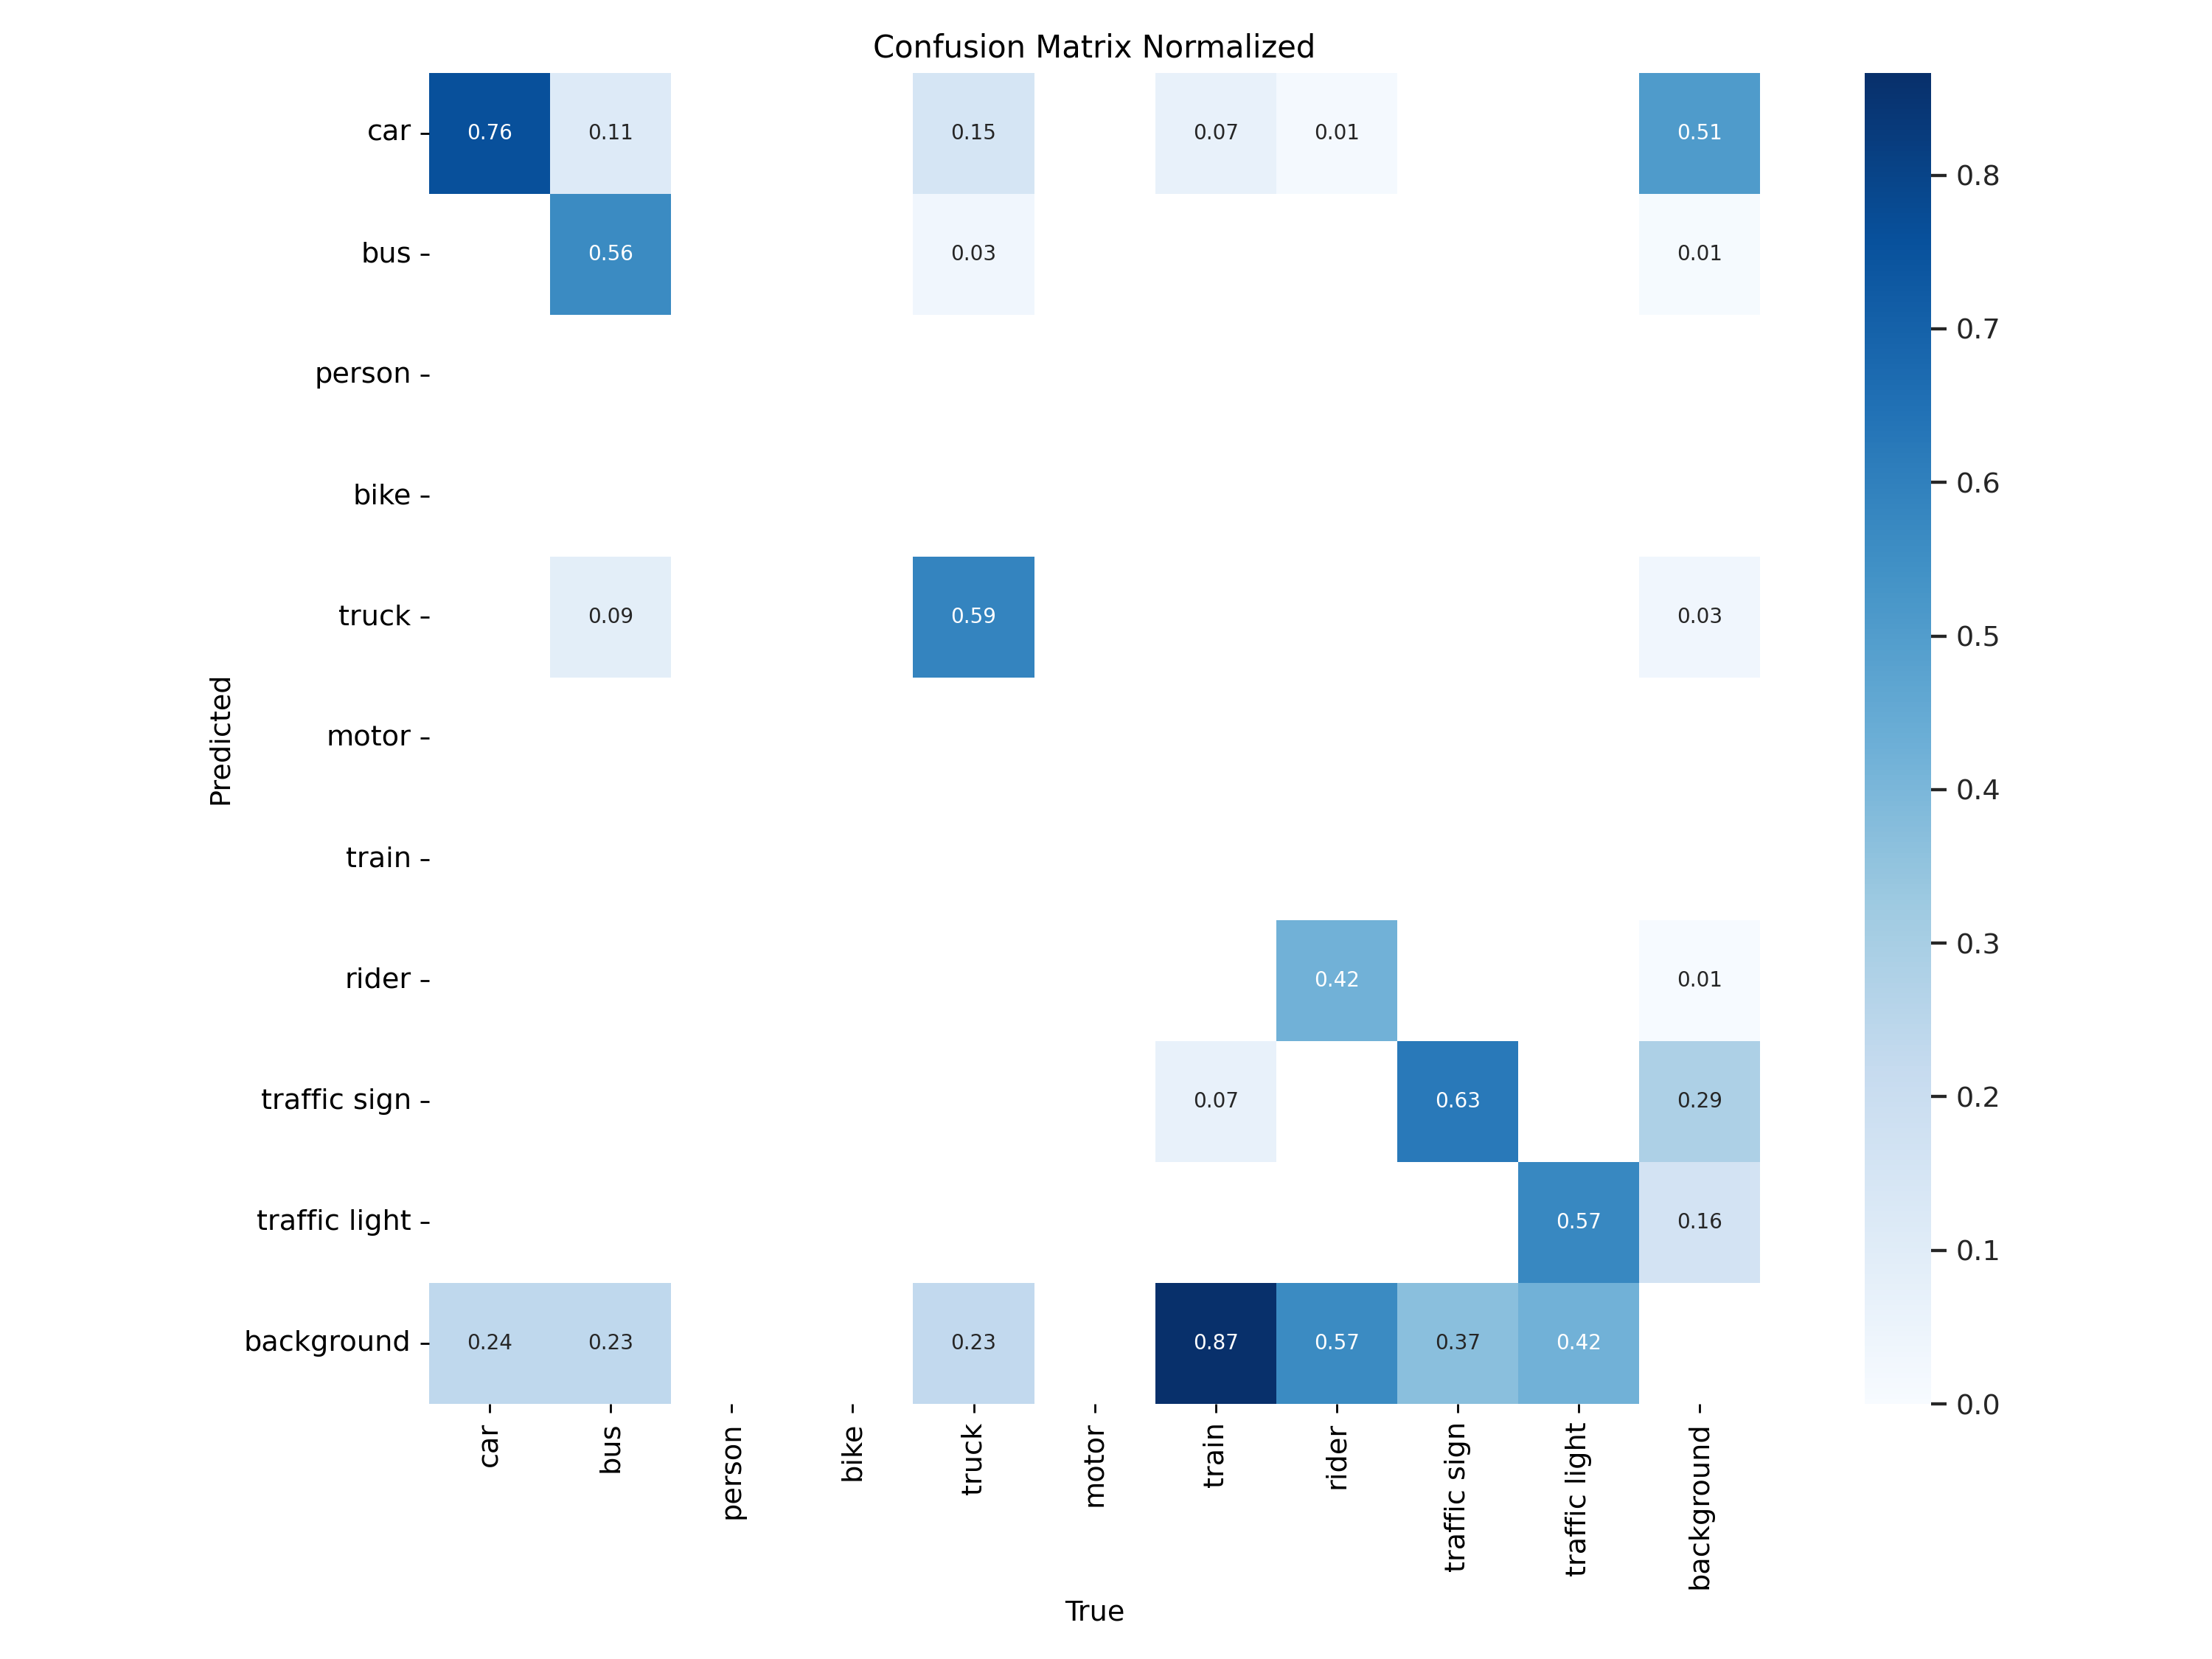 Confusion Matrix Normalized
car
0.76 0.11 0.15 0.07 0.01 0.51
bus
0.56 0.03 0.01
person
bike
truck
0.09 0.59 0.03
motor
train
rider
0.42 0.01
traffic sign
0.07 0.63 0.29
traffic light
0.57 0.16
background
0.24 0.23 0.23 0.87 0.57 0.37 0.42
Predicted
car
bus
person
bike
truck
motor
train
rider
traffic sign
traffic light
background
True
0.8
0.7
0.6
0.5
0.4
0.3
0.2
0.1
0.0